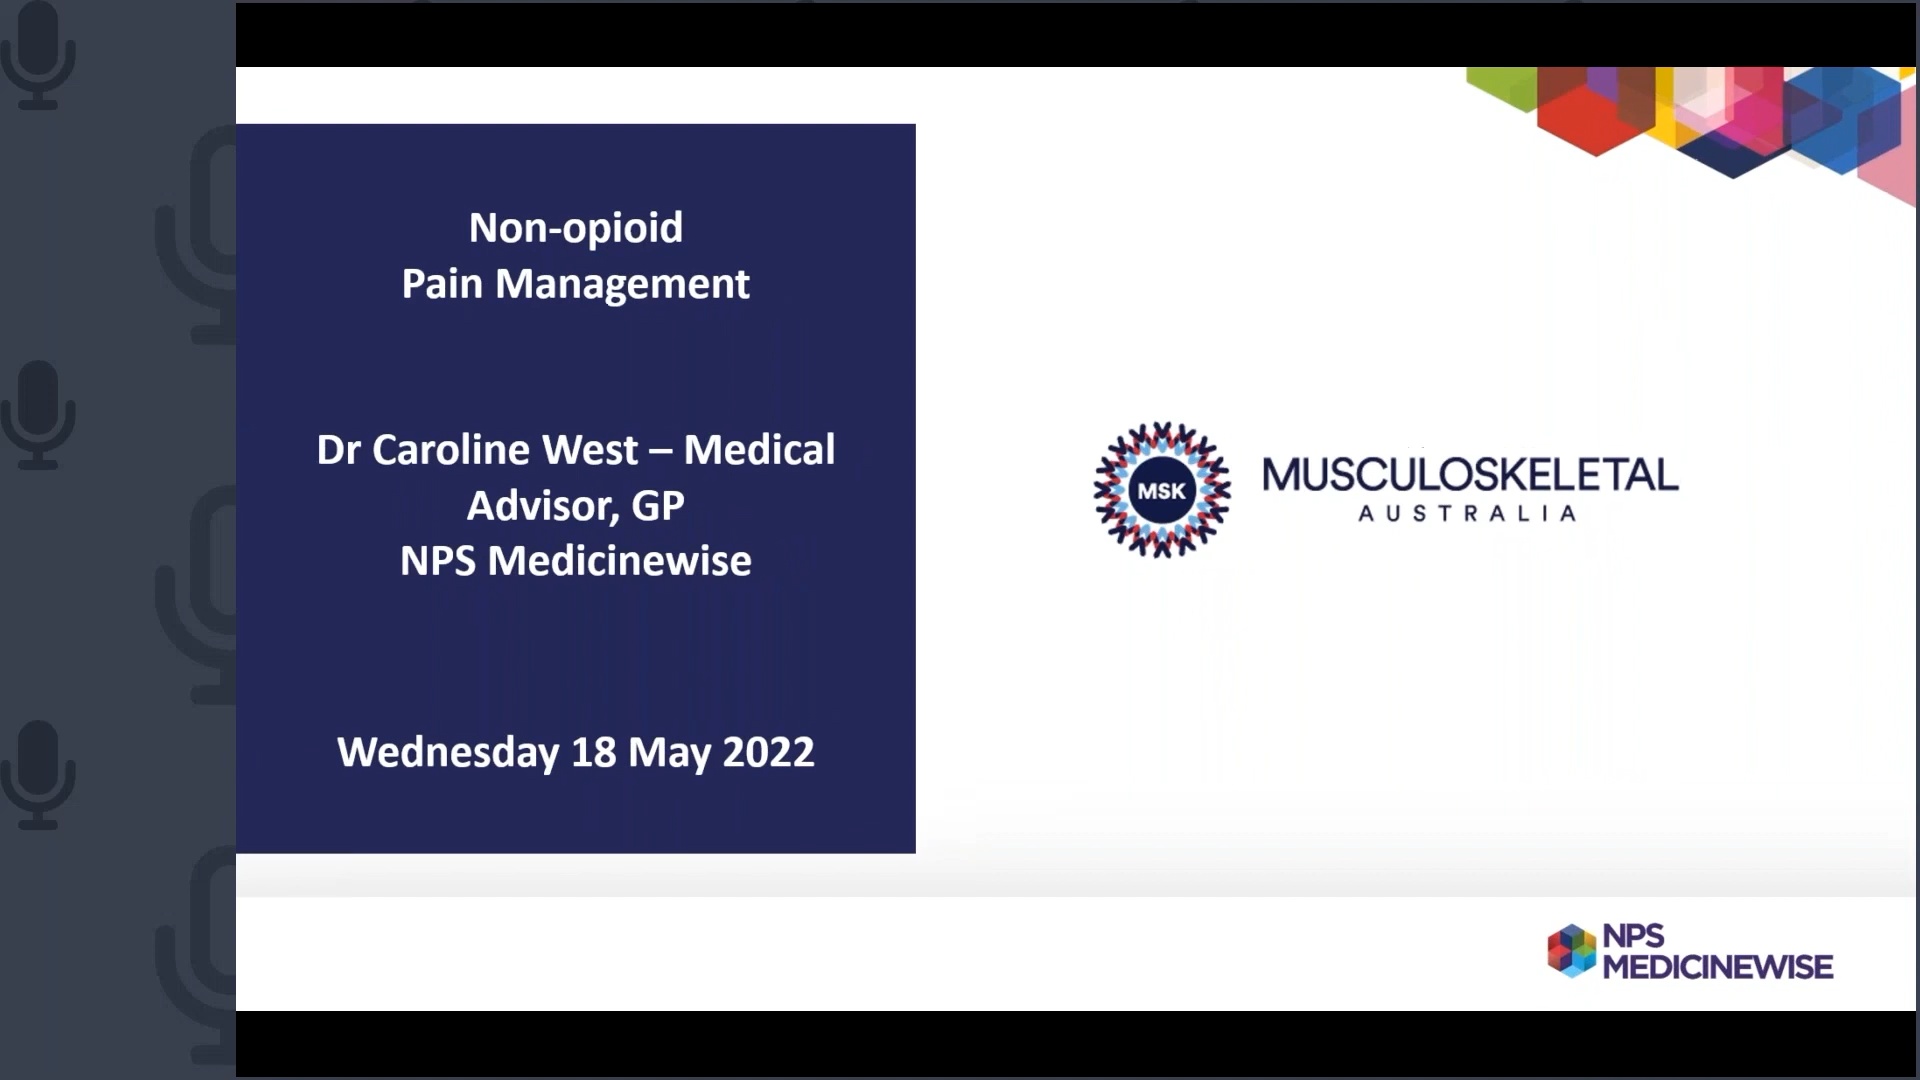 Non-opioid
Pain Management
Dr Caroline West – Medical
Advisor, GP
NPS Medicinewise
Wednesday 18 May 2022
MSK
MUSCULOSKELETAL
AUSTRALIA
NPS
MEDICINEWISE